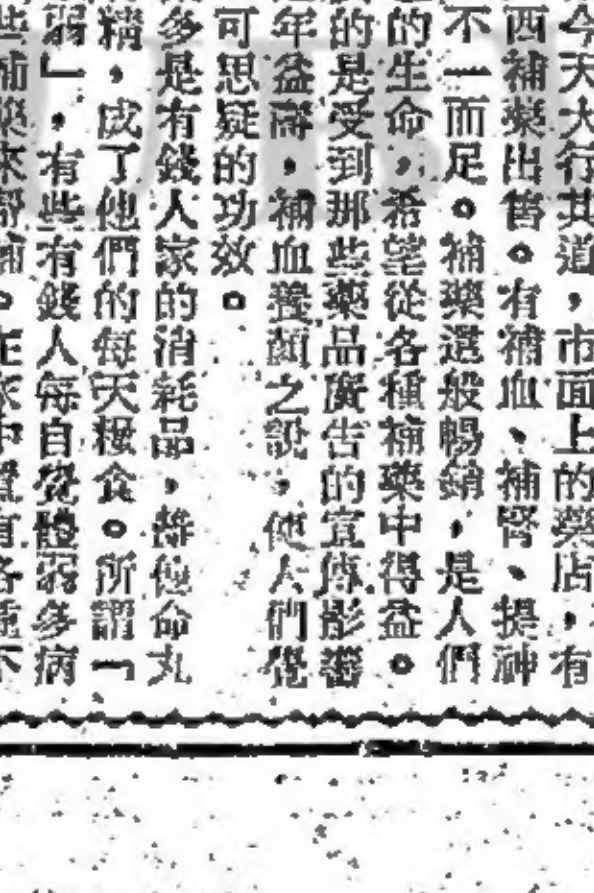 今天大行其道，市面上的藥店，有
西補藥出售。有補血、補腎、提神
不一而足。補藥這般暢銷，是人們
的生命，希望從各種補藥中得益。
的是受到那些藥品廣告的宣傳影響
年益壽，補血養顏之說，使人們覺
可思疑的功效。
多是有錢人家的消耗品，維他命丸
精，成了他們的每天糧食。所謂「
弱」，有些有錢人每自覺體弱多病
些補藥來幫補。在家中置有各種不